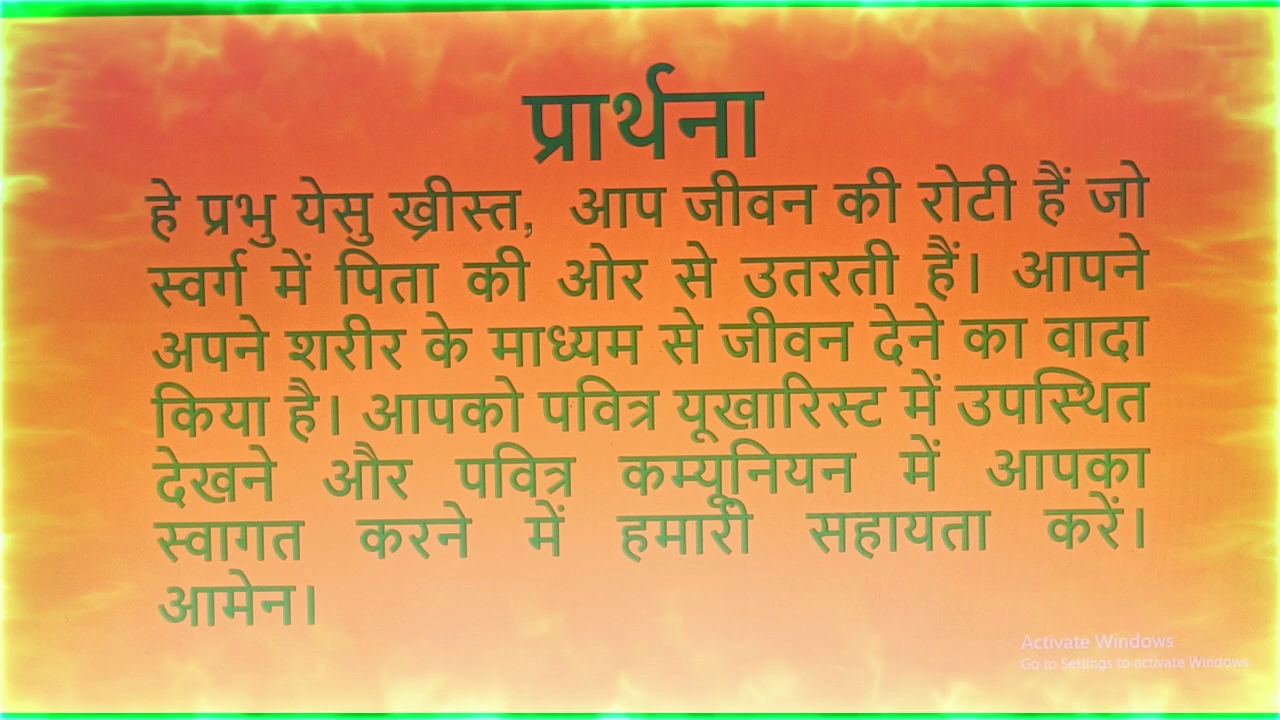 प्रार्थना
हे प्रभु येसु ख्रीस्त, आप जीवन की रोटी हैं जो
स्वर्ग में पिता की ओर से उतरती हैं। आपने
अपने शरीर के माध्यम से जीवन देने का वादा
किया है। आपको पवित्र यूखारिस्ट में उपस्थित
देखने और पवित्र कम्यूनियन में आपका
स्वागत करने में हमारी सहायता करें।
आमेन।
Activate Windows
Go to Settings to activate Windows.